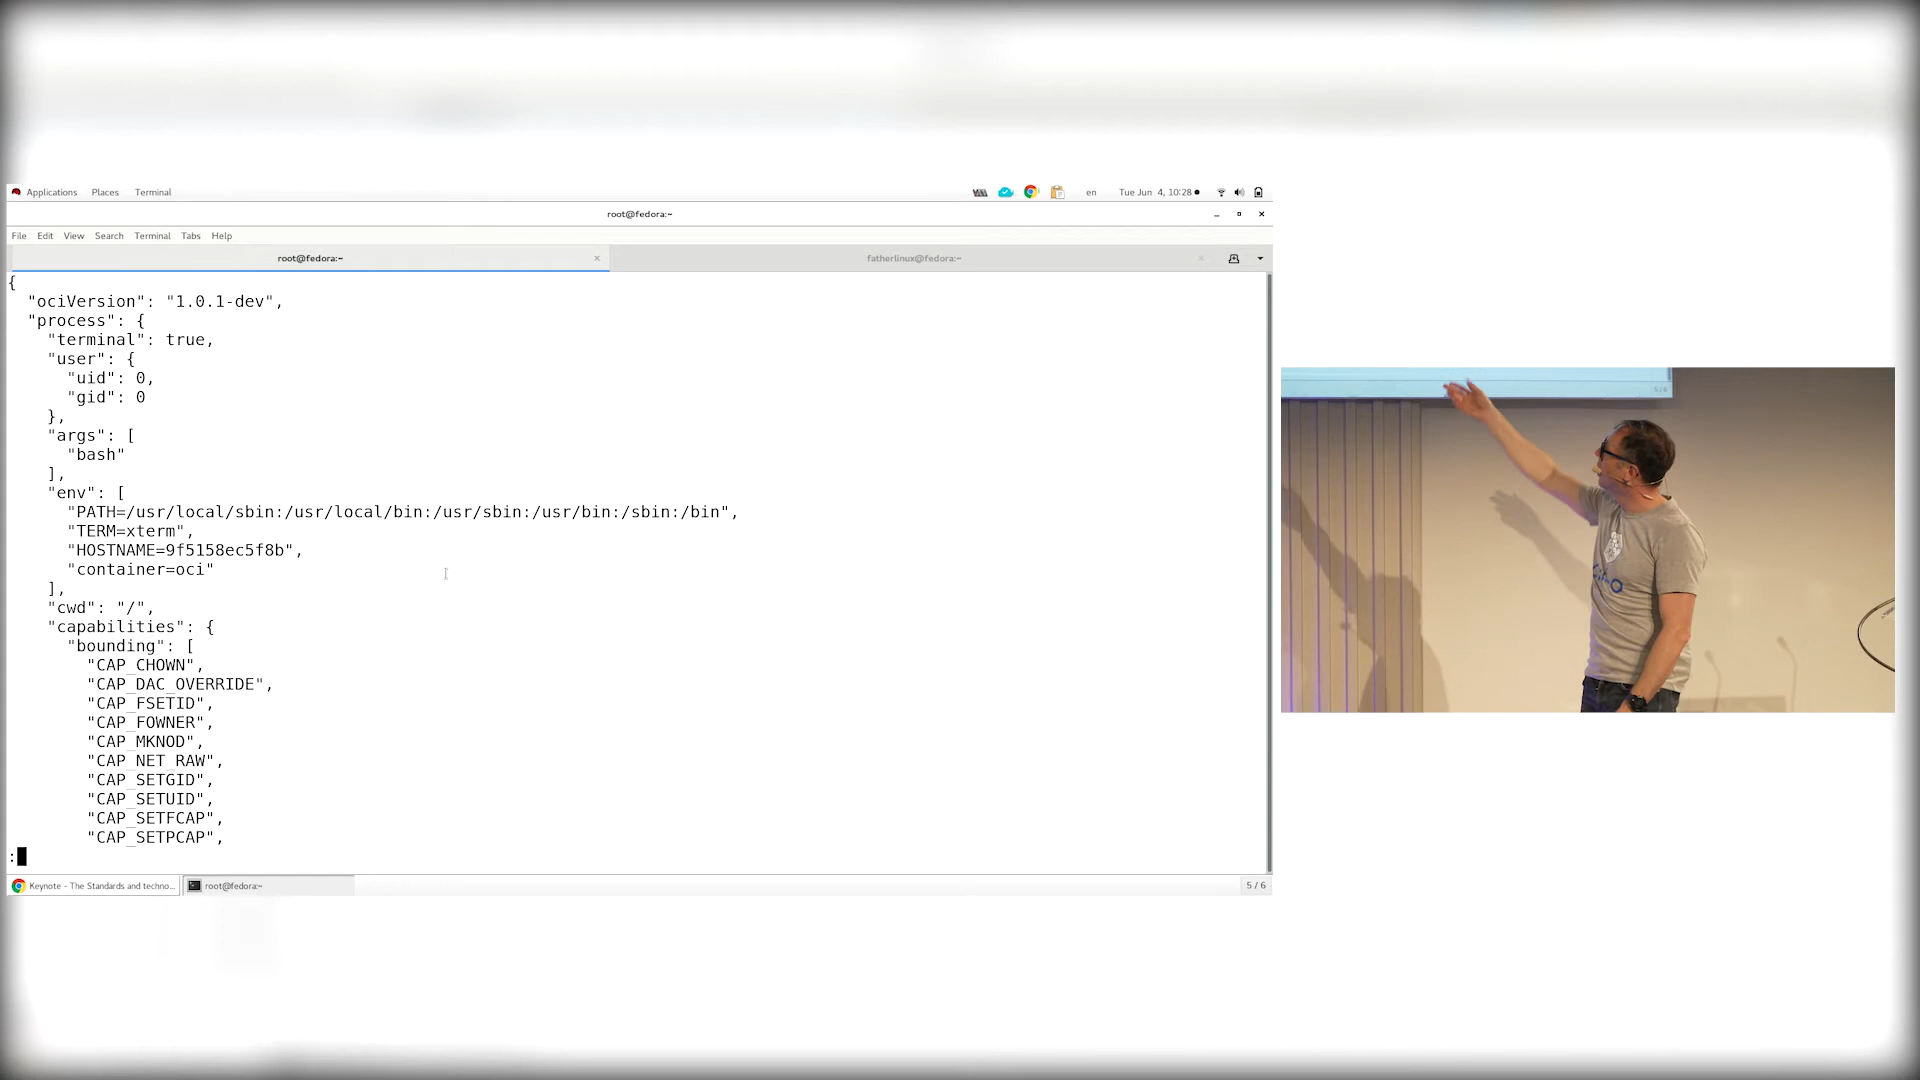 Applications Places Terminal
en Tue Jun 4, 10:28
root@fedora:~
File Edit View Search Terminal Tabs Help
root@fedora:~ fatherlinux@fedora:~
{
"ociVersion": "1.0.1-dev",
"process": {
"terminal": true,
"user": {
"uid": 0,
"gid": 0
},
"args": [
"bash"
],
"env": [
"PATH=/usr/local/sbin:/usr/local/bin:/usr/sbin:/usr/bin:/sbin:/bin",
"TERM=xterm",
"HOSTNAME=9f5158ec5f8b",
"container=oci"
],
"cwd": "/",
"capabilities": {
"bounding": [
"CAP_CHOWN",
"CAP_DAC_OVERRIDE",
"CAP_FSETID",
"CAP_FOWNER",
"CAP_MKNOD",
"CAP_NET_RAW",
"CAP_SETGID",
"CAP_SETUID",
"CAP_SETFCAP",
"CAP_SETPCAP",
:
Keynote - The Standards and techno... root@fedora:~ 5 / 6
5 / 6